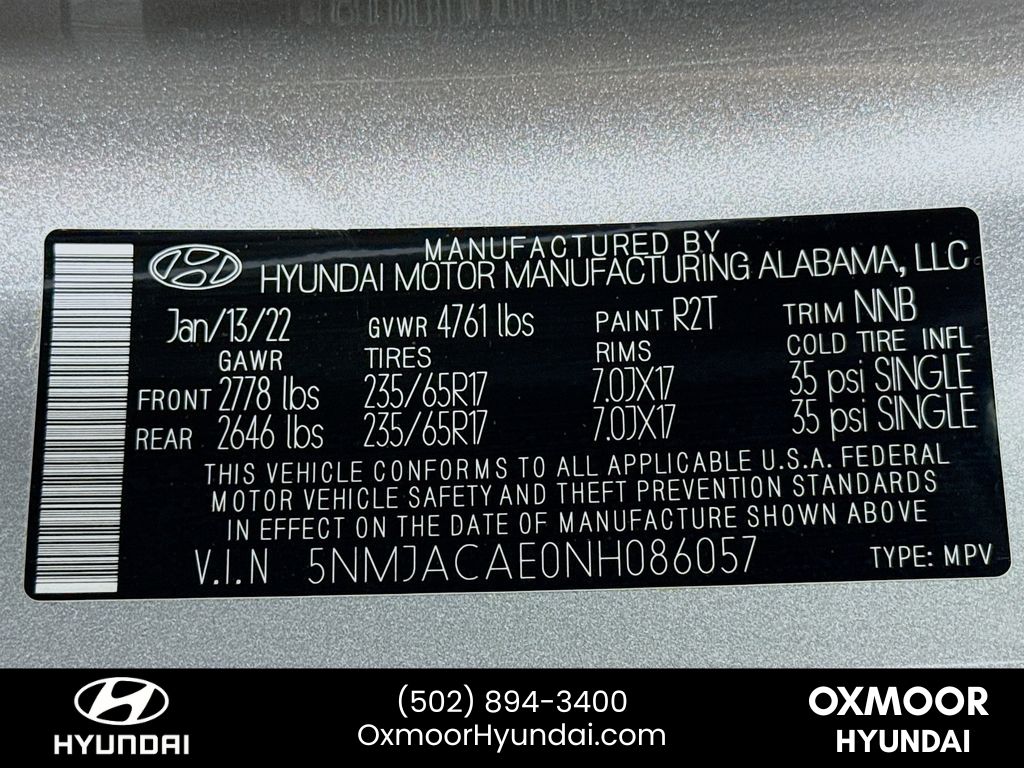 MANUFACTURED BY
HYUNDAI MOTOR MANUFACTURING ALABAMA, LLC
Jan/13/22 GVWR 4761 lbs PAINT R2T TRIM NNB
GAWR TIRES RIMS COLD TIRE INFL
FRONT 2778 lbs 235/65R17 7.0JX17 35 psi SINGLE
REAR 2646 lbs 235/65R17 7.0JX17 35 psi SINGLE
THIS VEHICLE CONFORMS TO ALL APPLICABLE U.S.A. FEDERAL
MOTOR VEHICLE SAFETY AND THEFT PREVENTION STANDARDS
IN EFFECT ON THE DATE OF MANUFACTURE SHOWN ABOVE
V.I.N 5NMJACAE0NH086057 TYPE: MPV
HYUNDAI
(502) 894-3400
OxmoorHyundai.com
OXMOOR
HYUNDAI